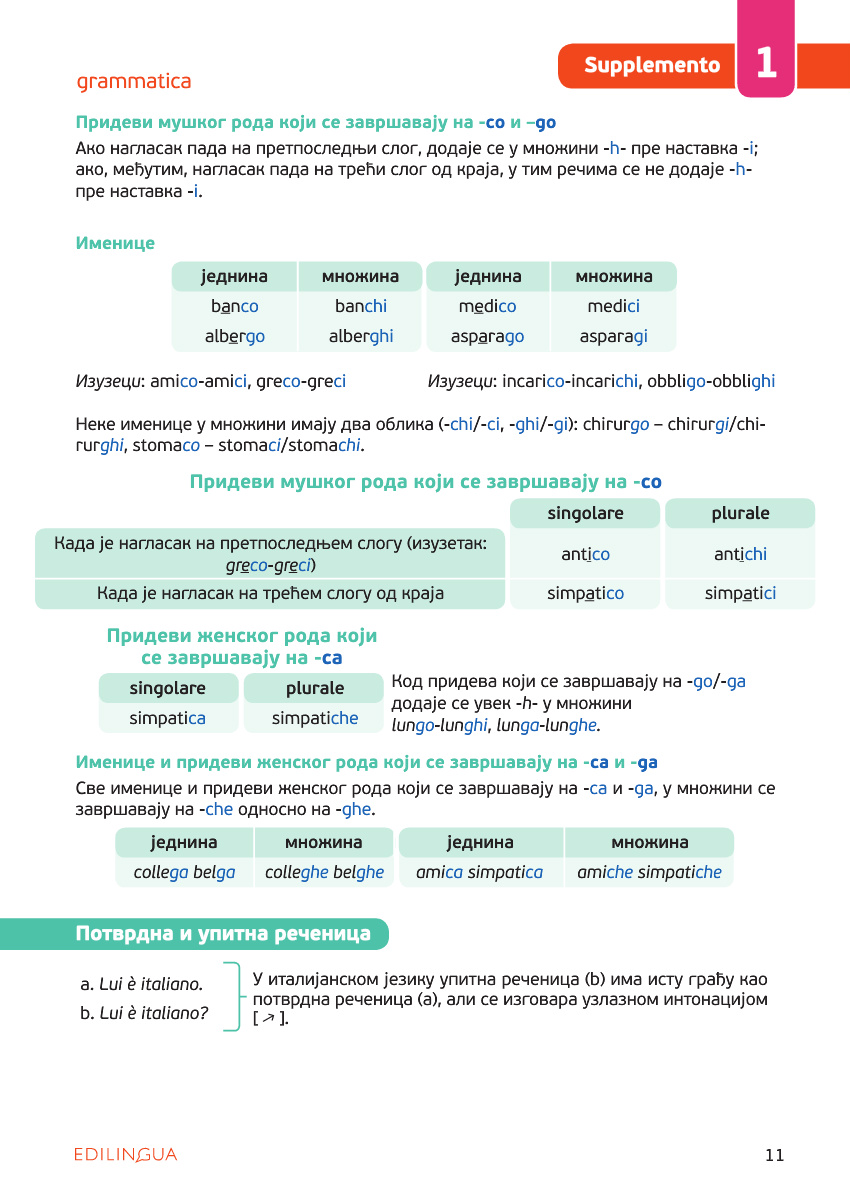 Supplemento 1
grammatica
Придеви мушког рода који се завршавају на -co и –go
Ако нагласак пада на претпоследњи слог, додаје се у множини -h- пре наставка -i;
ако, међутим, нагласак пада на трећи слог од краја, у тим речима се не додаје -h-
пре наставка -i.
Именице
једнина множина једнина множина
banco banchi medico medici
albergo alberghi asparago asparagi
Изузеци: amico-amici, greco-greci Изузеци: incarico-incarichi, obbligo-obblighi
Неке именице у множини имају два облика (-chi/-ci, -ghi/-gi): chirurgo – chirurgi/chi-
rurghi, stomaco – stomaci/stomachi.
Придеви мушког рода који се завршавају на -co
singolare plurale
Када је нагласак на претпоследњем слогу (изузетак:
greco-greci)
antico antichi
Када је нагласак на трећем слогу од краја simpatico simpatici
Придеви женског рода који
се завршавају на -ca
singolare plurale
simpatica simpatiche
Код придева који се завршавају на -go/-ga
додаје се увек -h- у множини
lungo-lunghi, lunga-lunghe.
Именице и придеви женског рода који се завршавају на -ca и -ga
Све именице и придеви женског рода који се завршавају на -ca и -ga, у множини се
завршавају на -che односно на -ghe.
једнина множина једнина множина
collega belga colleghe belghe amica simpatica amiche simpatiche
Потврдна и упитна реченица
a. Lui è italiano.
b. Lui è italiano?
У италијанском језику упитна реченица (b) има исту грађу као
потврдна реченица (a), али се изговара узлазном интонацијом
[ ↗ ].
EDILINGUA
11